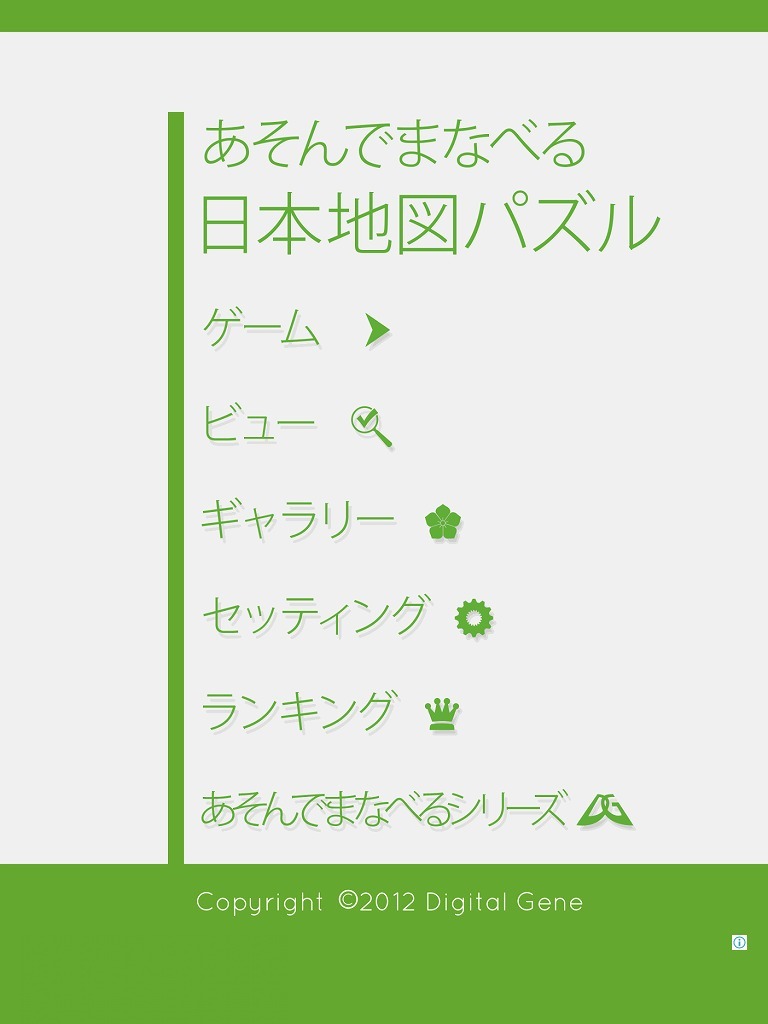 あそんでまなべる
日本地図パズル
ゲーム
ビュー
ギャラリー
セッティング
ランキング
あそんでまなべるシリーズ
Copyright ©2012 Digital Gene